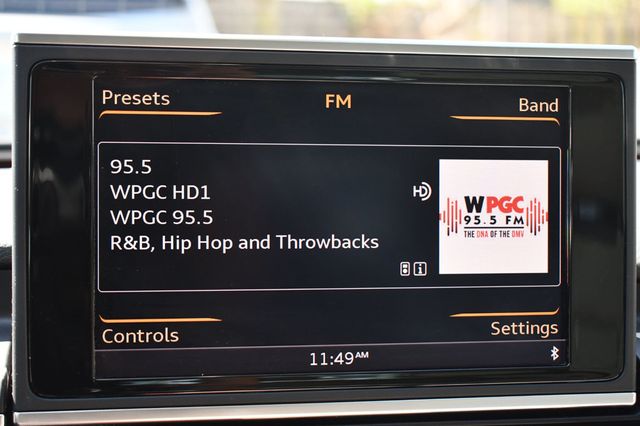 Presets
FM
Band
95.5
WPGC HD1
WPGC 95.5
R&B, Hip Hop and Throwbacks
WPGC
95.5 FM
THE DNA OF THE DMV
Controls
Settings
11:49AM